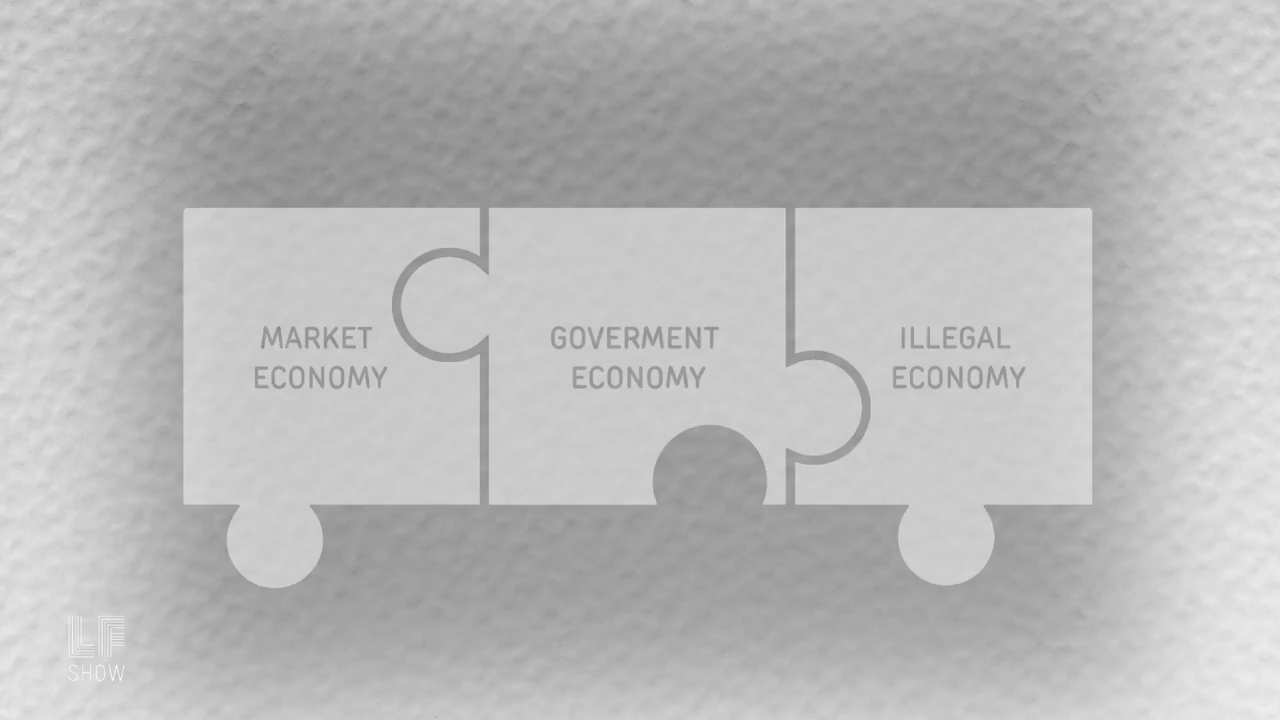 MARKET
ECONOMY
GOVERMENT
ECONOMY
ILLEGAL
ECONOMY
LF
SHOW